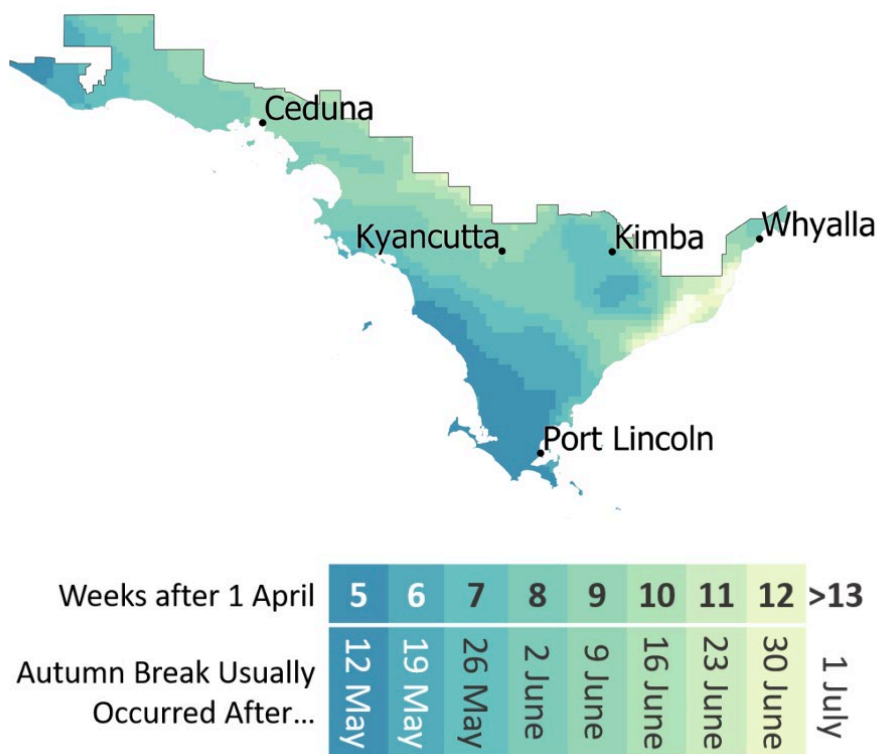 Ceduna
Whyalla
Kyancutta
Kimba
Port Lincoln
Weeks after 1 April
5 6 7 8 9 10 11 12 >13
Autumn Break Usually
Occurred After...
12 May
19 May
26 May
2 June
9 June
16 June
23 June
30 June
1 July